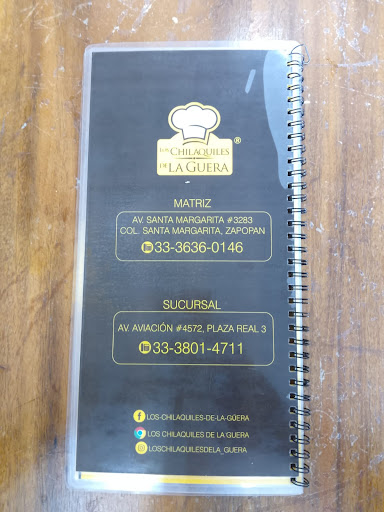 LOS CHILAQUILES
DE LA GUERA
®
MATRIZ
AV. SANTA MARGARITA #3283
COL. SANTA MARGARITA, ZAPOPAN
33-3636-0146
SUCURSAL
AV. AVIACIÓN #4572, PLAZA REAL 3
33-3801-4711
LOS-CHILAQUILES-DE-LA-GÜERA
LOS CHILAQUILES DE LA GUERA
LOSCHILAQUILESDELA_GUERA